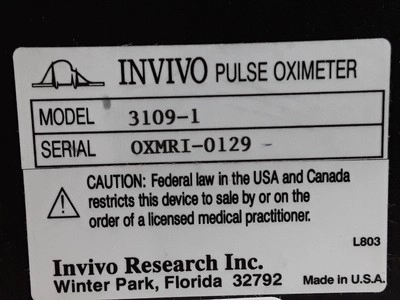 INVIVO PULSE OXIMETER
MODEL 3109-1
SERIAL OXMRI-0129
CAUTION: Federal law in the USA and Canada
restricts this device to sale by or on the
order of a licensed medical practitioner.
L803
Invivo Research Inc.
Winter Park, Florida 32792 Made in U.S.A.